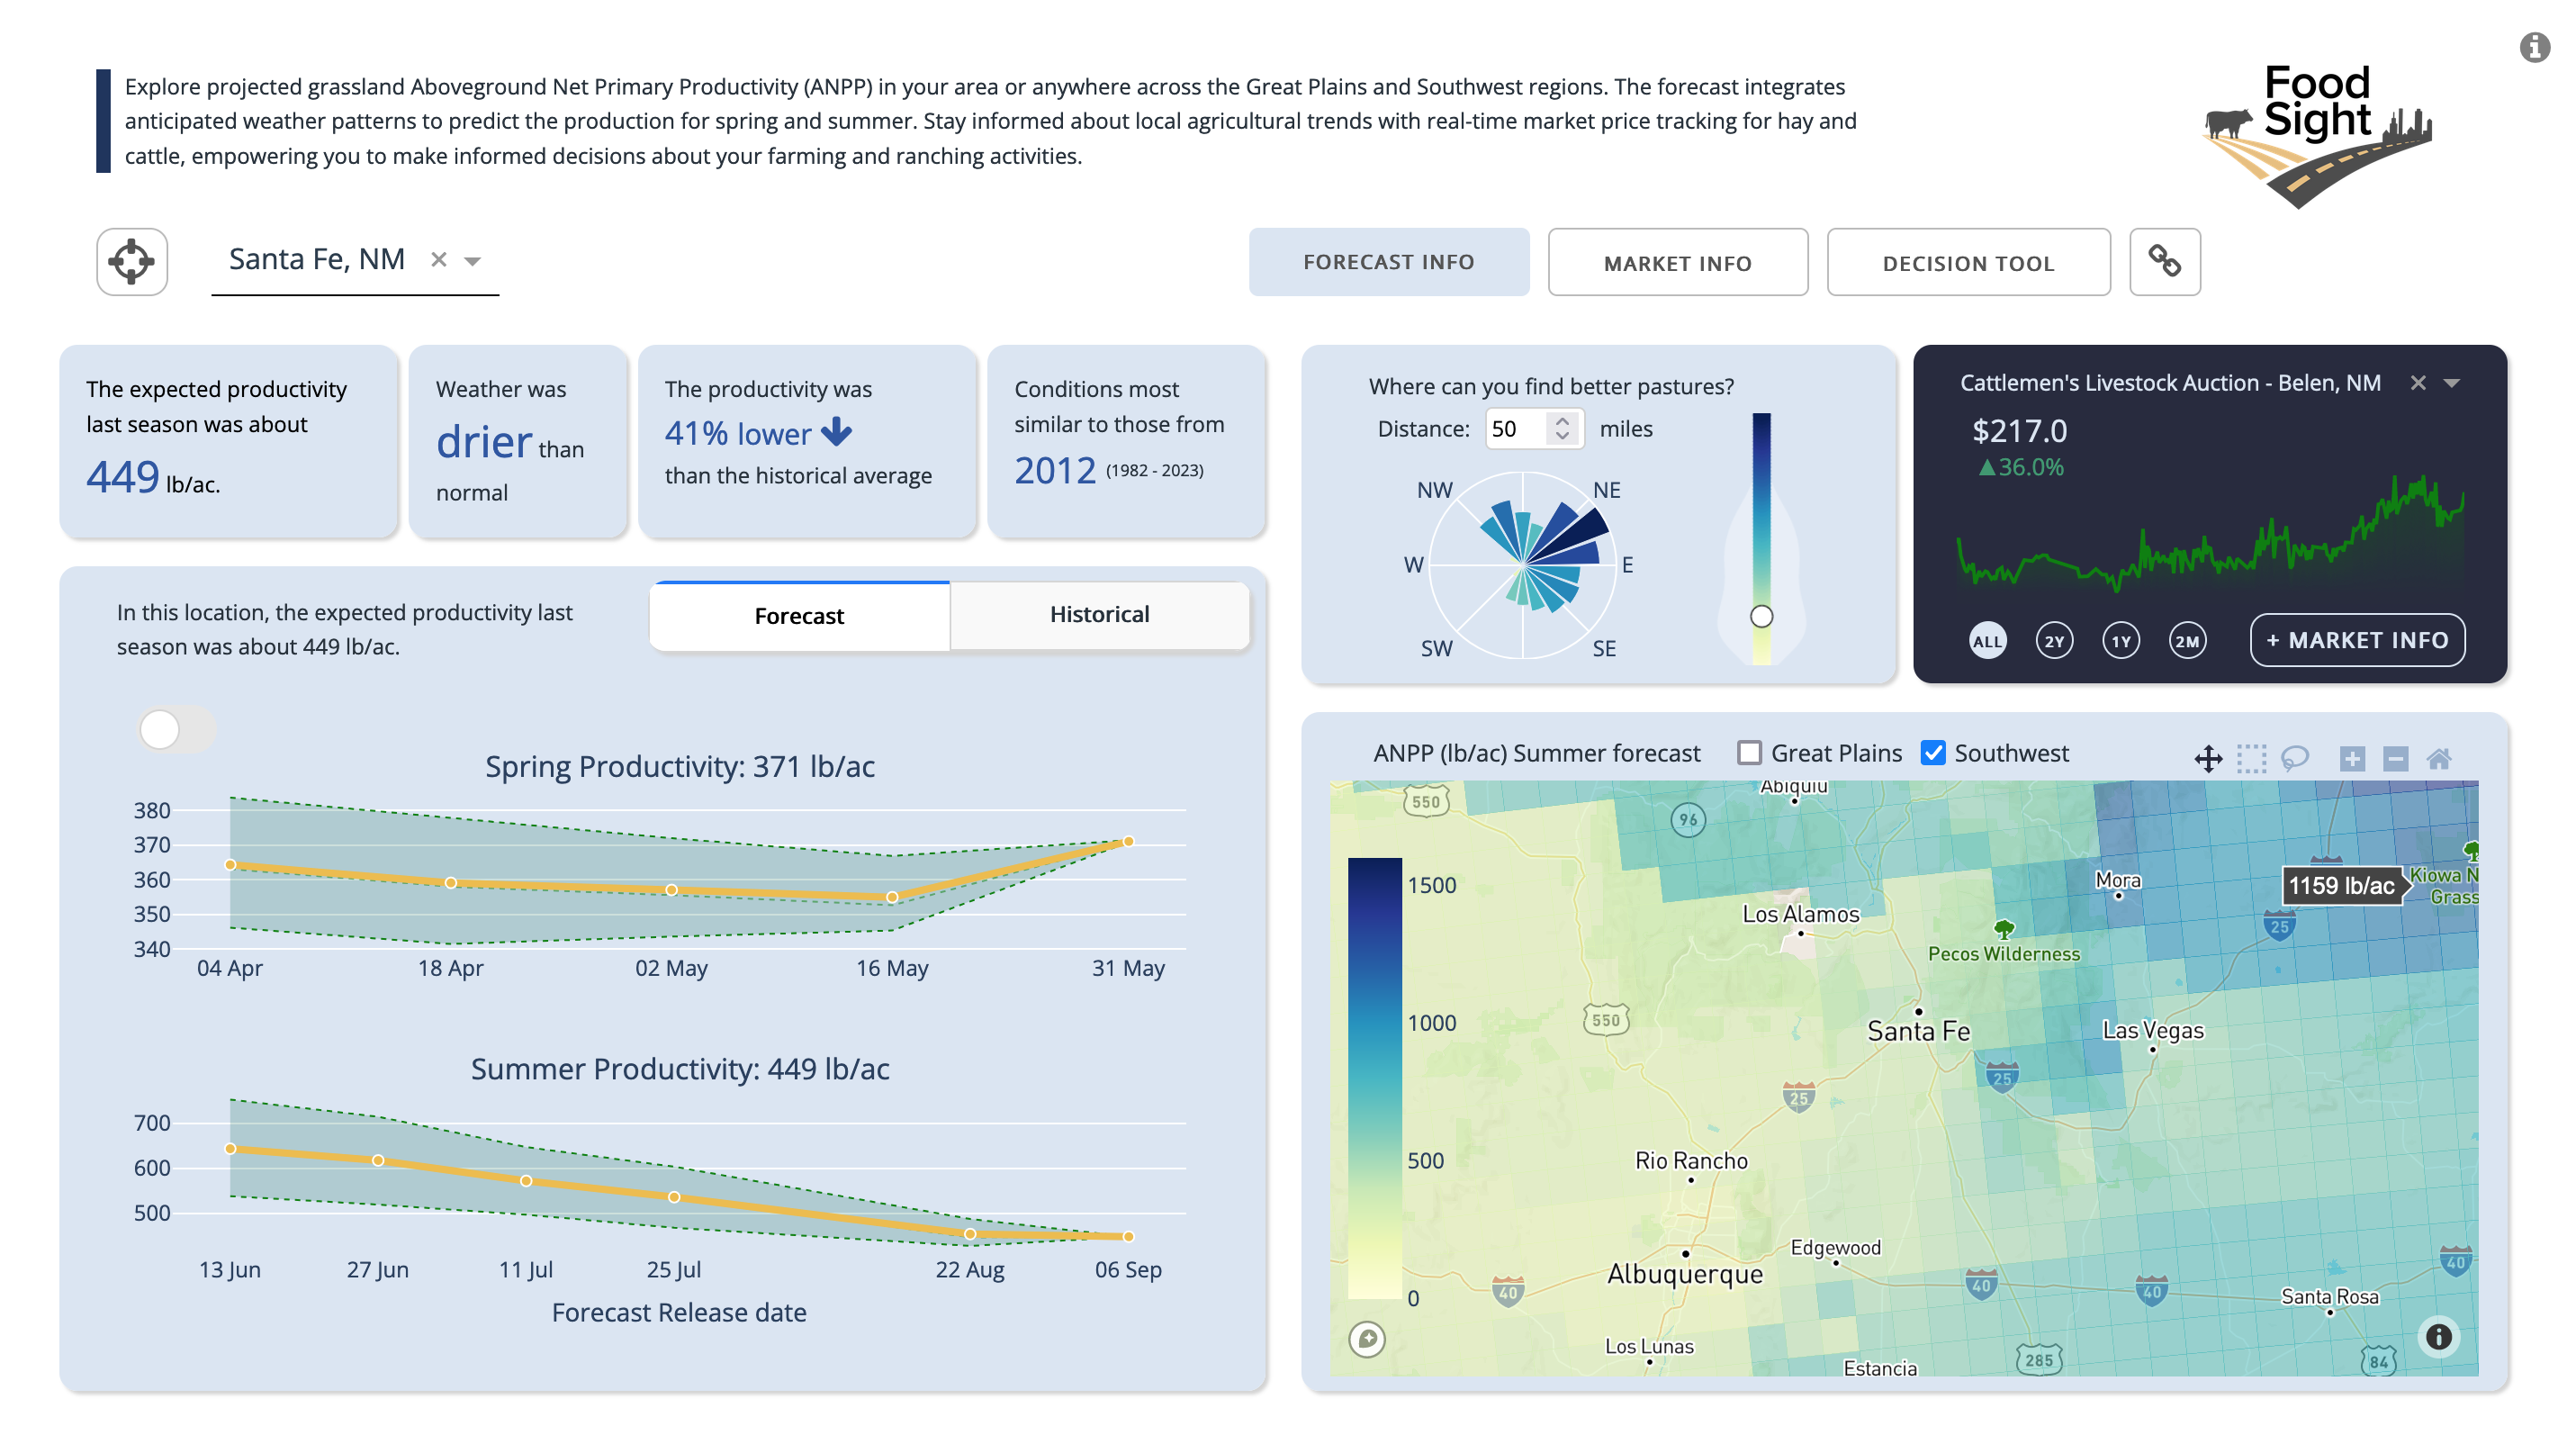 Explore projected grassland Aboveground Net Primary Productivity (ANPP) in your area or anywhere across the Great Plains and Southwest regions. The forecast integrates
anticipated weather patterns to predict the production for spring and summer. Stay informed about local agricultural trends with real-time market price tracking for hay and
cattle, empowering you to make informed decisions about your farming and ranching activities.
Food
Sight
Santa Fe, NM
FORECAST INFO
MARKET INFO
DECISION TOOL
The expected productivity
last season was about
449 lb/ac.
Weather was
drier than
normal
The productivity was
41% lower
than the historical average
Conditions most
similar to those from
2012 (1982 - 2023)
Where can you find better pastures?
Distance: 50 miles
NW
NE
W
E
SW
SE
Cattlemen's Livestock Auction - Belen, NM
$217.0
▲36.0%
ALL
2Y
1Y
2M
+ MARKET INFO
In this location, the expected productivity last
season was about 449 lb/ac.
Forecast
Historical
Spring Productivity: 371 lb/ac
380
370
360
350
340
04 Apr
18 Apr
02 May
16 May
31 May
Summer Productivity: 449 lb/ac
700
600
500
13 Jun
27 Jun
11 Jul
25 Jul
22 Aug
06 Sep
Forecast Release date
ANPP (lb/ac) Summer forecast
Great Plains
Southwest
1500
1000
500
0
550
Abiquiu
96
Mora
1159 lb/ac
Kiowa N
Grass
Los Alamos
25
Pecos Wilderness
550
Santa Fe
Las Vegas
25
25
Rio Rancho
Albuquerque
Edgewood
40
40
40
40
Santa Rosa
Los Lunas
Estancia
285
84